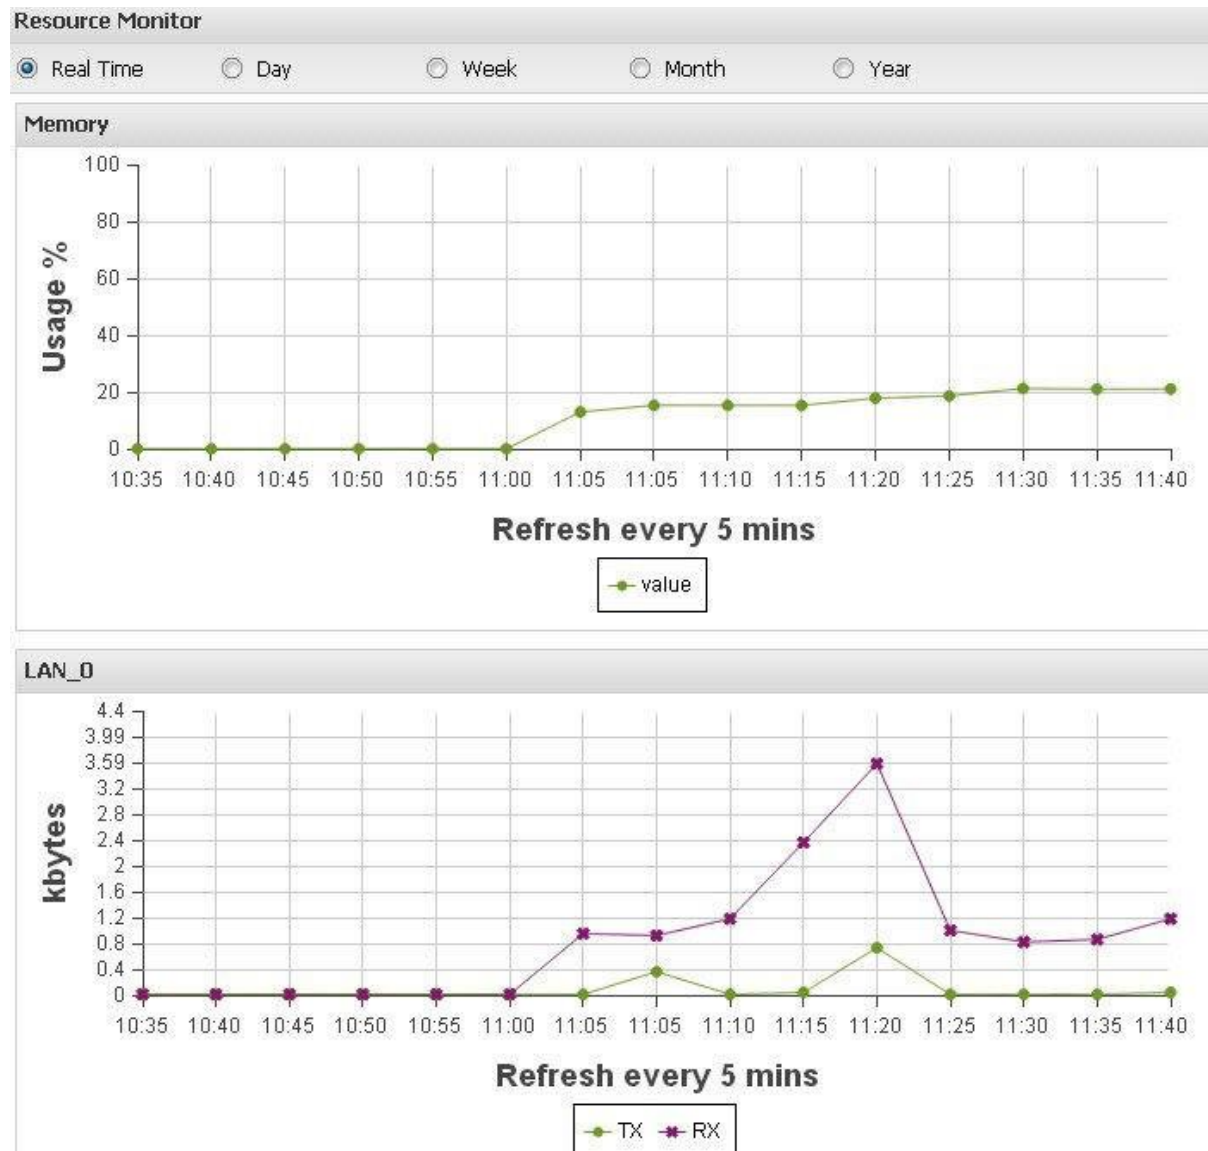 Resource Monitor
Real Time Day Week Month Year
Memory
100
80
60
40
20
0
Usage %
10:35 10:40 10:45 10:50 10:55 11:00 11:05 11:05 11:10 11:15 11:20 11:25 11:30 11:35 11:40
Refresh every 5 mins
value
LAN_0
4.4
3.99
3.59
3.2
2.8
2.4
2
1.6
1.2
0.8
0.4
0
kbytes
10:35 10:40 10:45 10:50 10:55 11:00 11:05 11:05 11:10 11:15 11:20 11:25 11:30 11:35 11:40
Refresh every 5 mins
TX RX